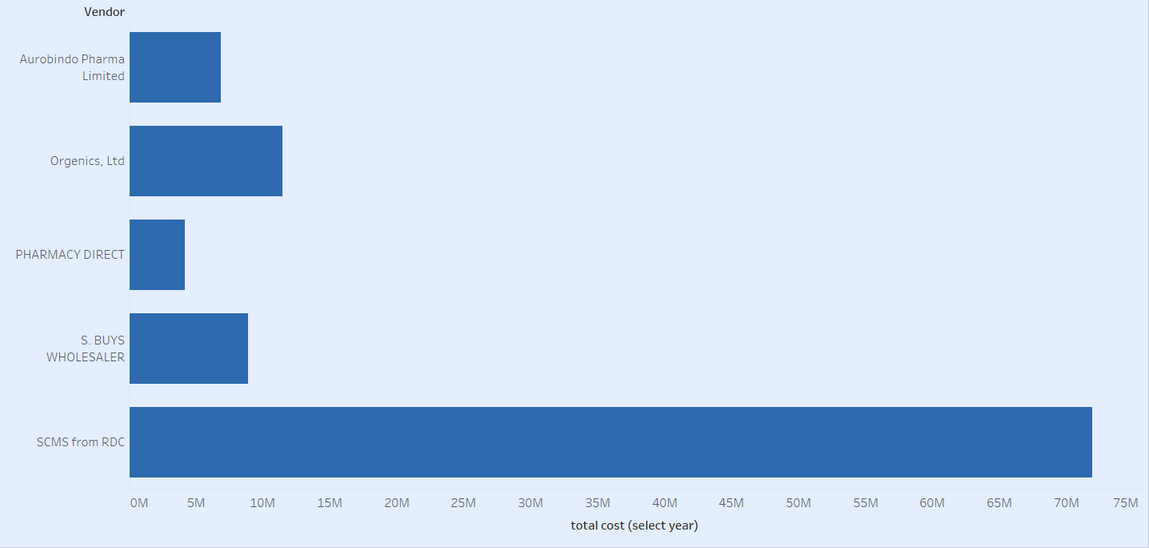 Vendor
Aurobindo Pharma
Limited
Orgenics, Ltd
PHARMACY DIRECT
S. BUYS
WHOLESALER
SCMS from RDC
0M 5M 10M 15M 20M 25M 30M 35M 40M 45M 50M 55M 60M 65M 70M 75M
total cost (select year)